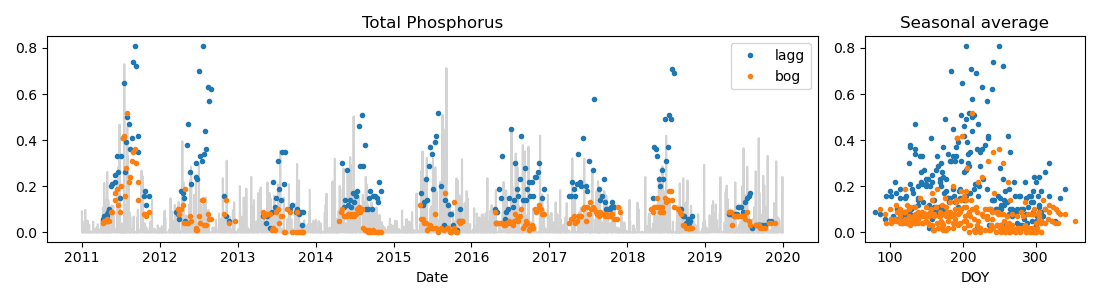 Total Phosphorus
Seasonal average
0.8
0.6
0.4
0.2
0.0
lagg
bog
2011 2012 2013 2014 2015 2016 2017 2018 2019 2020
Date
0.8
0.6
0.4
0.2
0.0
100 200 300
DOY